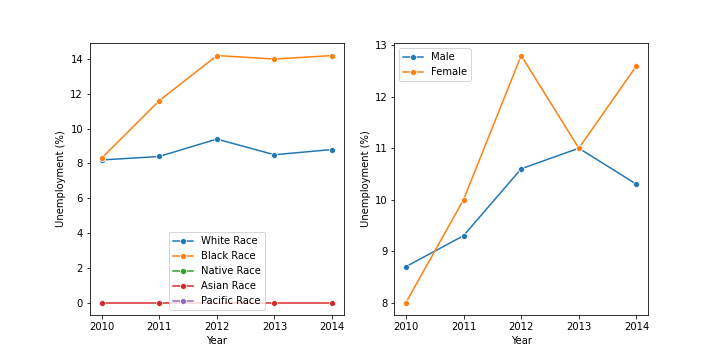 14
12
10
8
6
4
2
0
Unemployment (%)
White Race
Black Race
Native Race
Asian Race
Pacific Race
2010 2011 2012 2013 2014
Year
13
12
11
10
9
8
Unemployment (%)
Male
Female
2010 2011 2012 2013 2014
Year